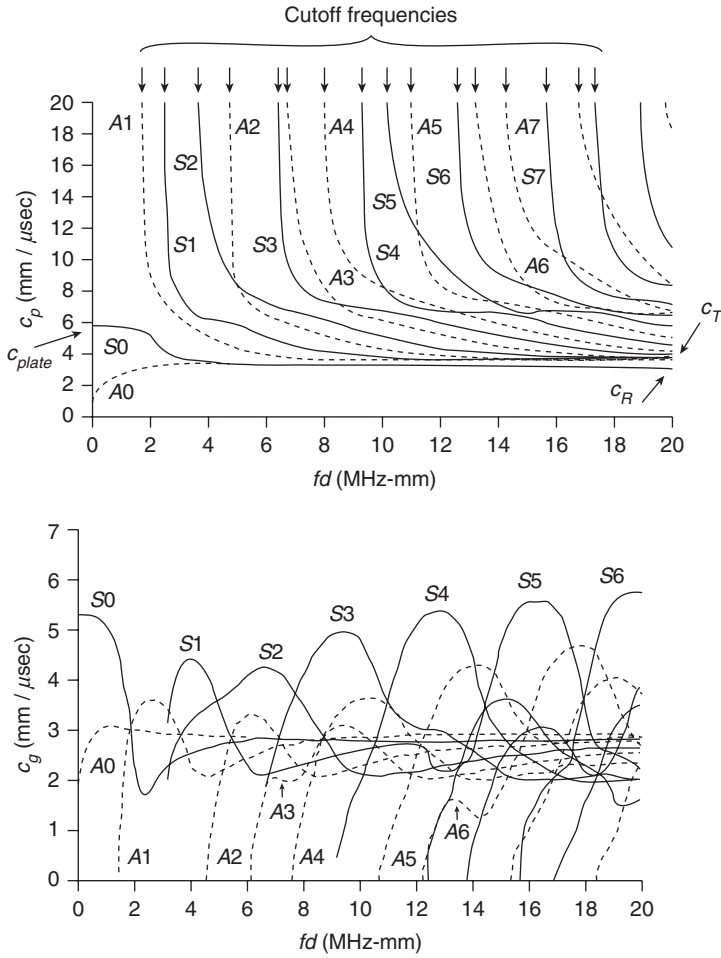 Cutoff frequencies
20
18
16
14
12
10
8
6
4
2
0
c_p (mm / μsec)
A1
A2
A4
A5
A7
S2
S6
S7
S5
S1
S3
S4
A3
A6
c_T
c_plate
S0
A0
c_R
0 2 4 6 8 10 12 14 16 18 20
fd (MHz-mm)
7
6
5
4
3
2
1
0
c_g (mm / μsec)
S0
S1
S2
S3
S4
S5
S6
A0
A3
A1
A2
A4
A5
A6
0 2 4 6 8 10 12 14 16 18 20
fd (MHz-mm)